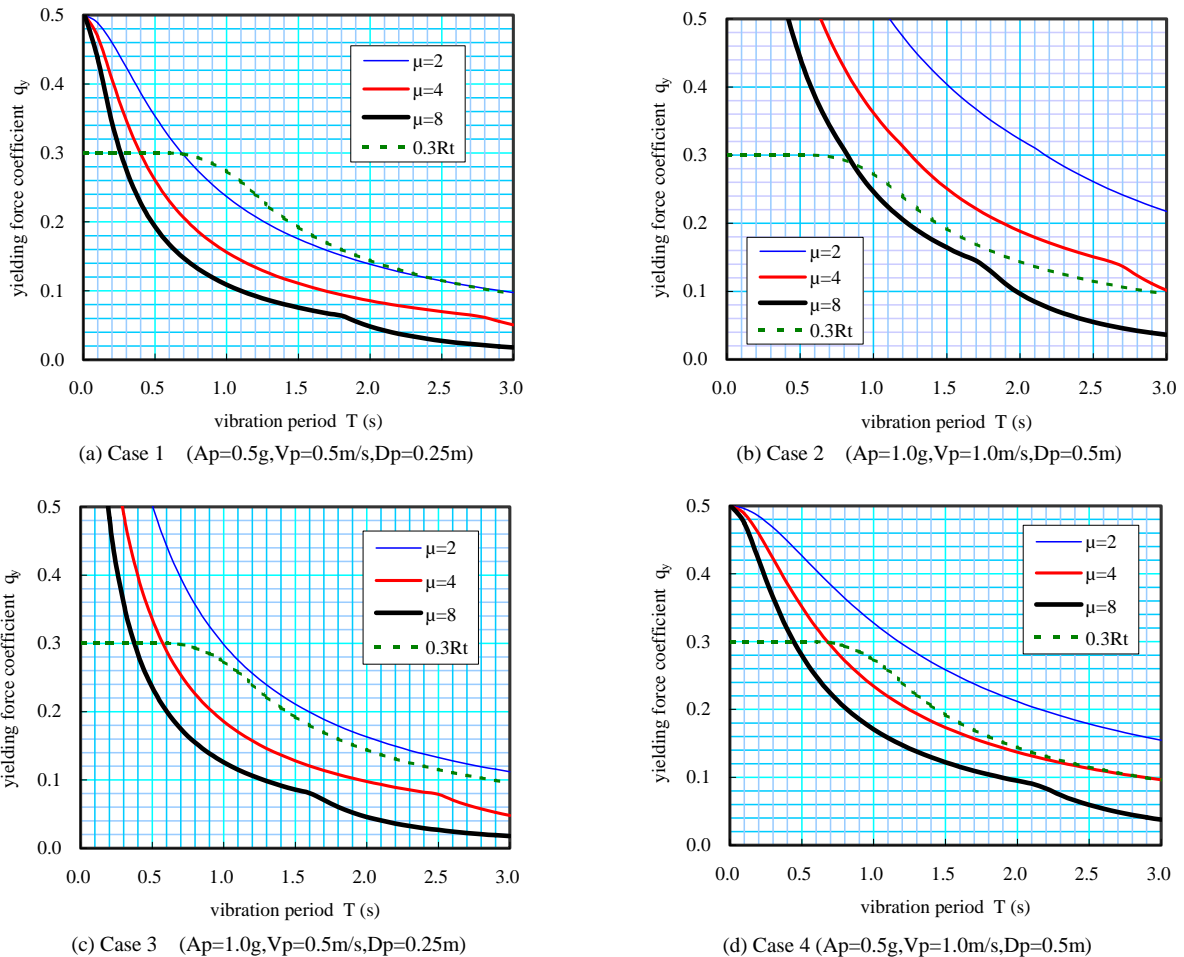 0.5
0.4
0.3
0.2
0.1
0.0
yielding force coefficient q_y
μ=2
μ=4
μ=8
0.3Rt
0.0 0.5 1.0 1.5 2.0 2.5 3.0
vibration period T (s)
(a) Case 1 (Ap=0.5g,Vp=0.5m/s,Dp=0.25m)
0.5
0.4
0.3
0.2
0.1
0.0
yielding force coefficient q_y
μ=2
μ=4
μ=8
0.3Rt
0.0 0.5 1.0 1.5 2.0 2.5 3.0
vibration period T (s)
(b) Case 2 (Ap=1.0g,Vp=1.0m/s,Dp=0.5m)
0.5
0.4
0.3
0.2
0.1
0.0
yielding force coefficient q_y
μ=2
μ=4
μ=8
0.3Rt
0.0 0.5 1.0 1.5 2.0 2.5 3.0
vibration period T (s)
(c) Case 3 (Ap=1.0g,Vp=0.5m/s,Dp=0.25m)
0.5
0.4
0.3
0.2
0.1
0.0
yielding force coefficient q_y
μ=2
μ=4
μ=8
0.3Rt
0.0 0.5 1.0 1.5 2.0 2.5 3.0
vibration period T (s)
(d) Case 4 (Ap=0.5g,Vp=1.0m/s,Dp=0.5m)